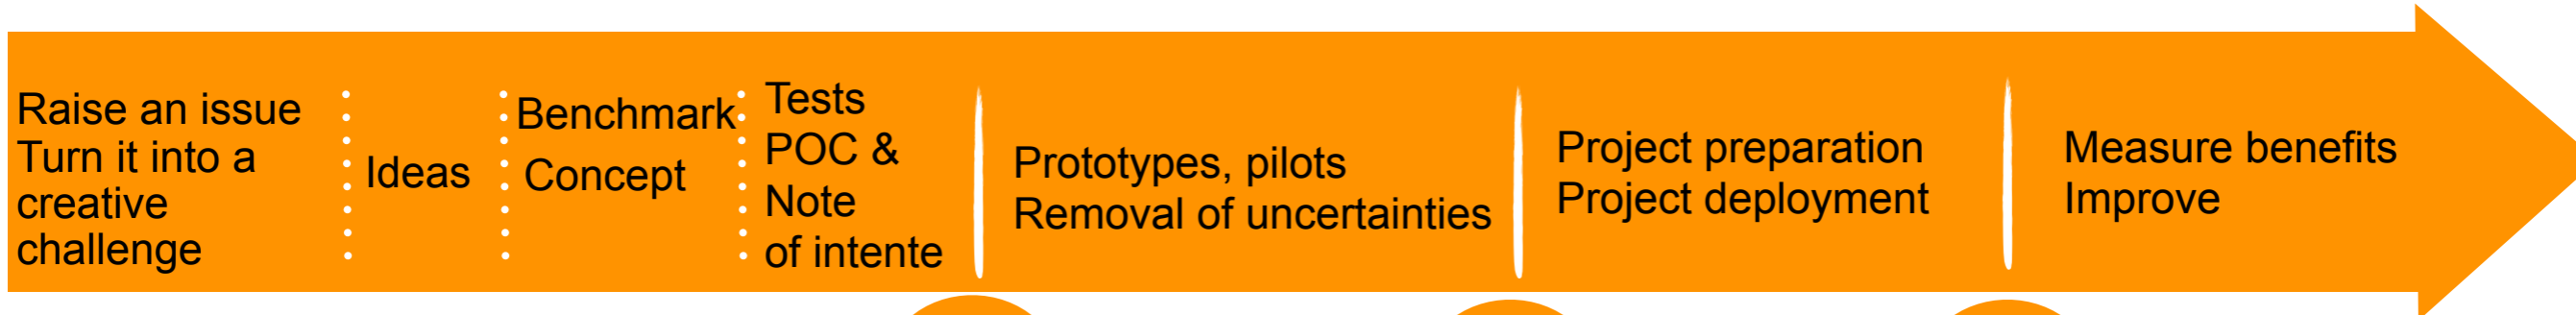 Raise an issue
Turn it into a
creative
challenge
Ideas
Benchmark
Concept
Tests
POC &
Note
of intente
Prototypes, pilots
Removal of uncertainties
Project preparation
Project deployment
Measure benefits
Improve